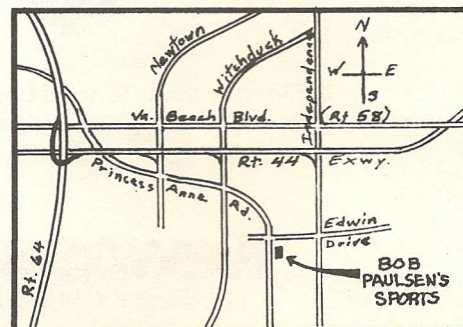 Newtown
Witchduck
Independence
N
W E
S
Va. Beach Blvd. (Rt 58)
Rt. 44 Exwy.
Princess Anne Rd.
Edwin
Drive
Rt. 64
BOB
PAULSEN'S
SPORTS